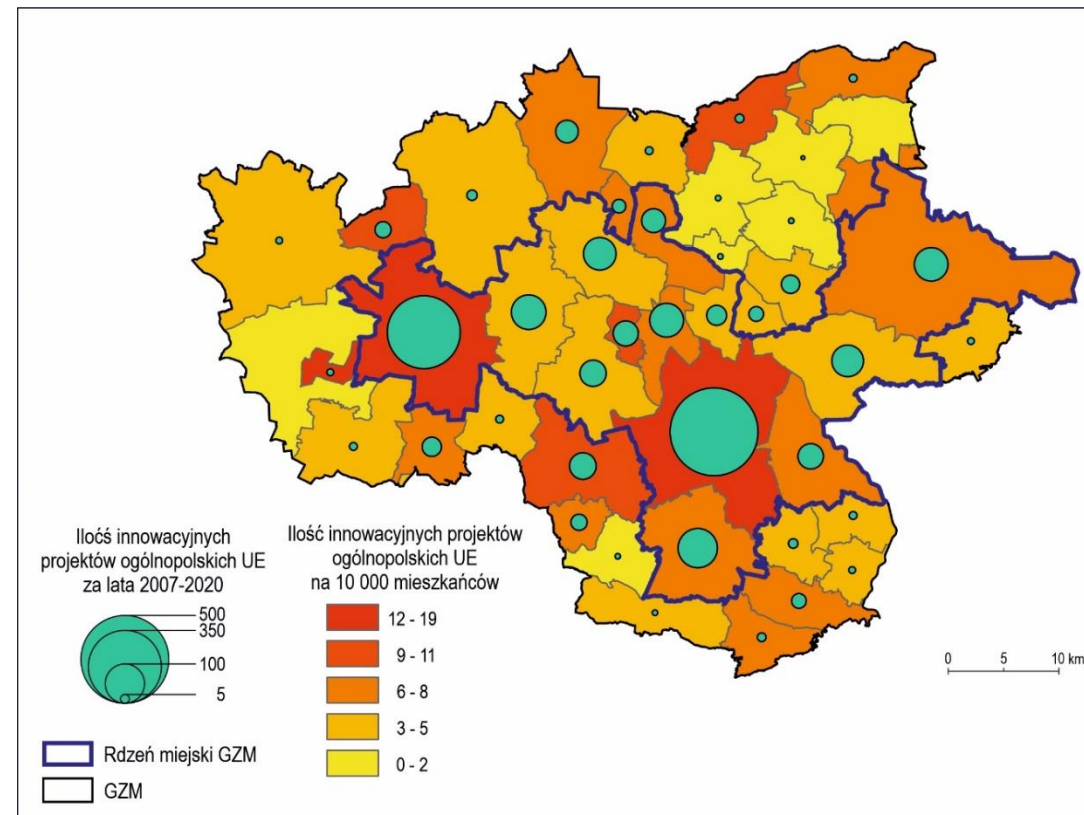 Iloćś innowacyjnych
projektów ogólnopolskich UE
za lata 2007-2020
500
350
100
5
Rdzeń miejski GZM
GZM
Ilość innowacyjnych projektów
ogólnopolskich UE
na 10 000 mieszkańców
12 - 19
9 - 11
6 - 8
3 - 5
0 - 2
0 5 10 km